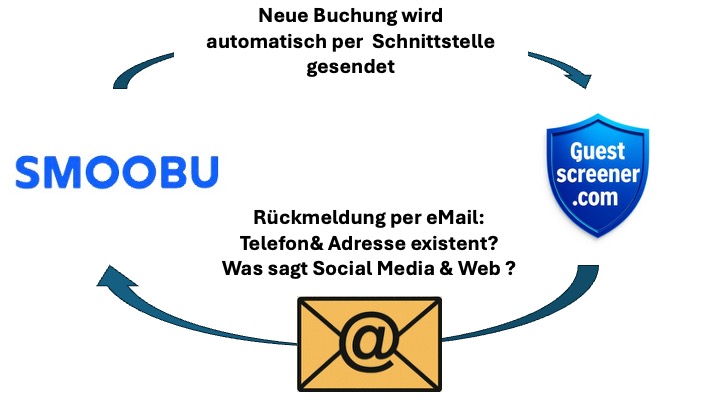 Neue Buchung wird
automatisch per Schnittstelle
gesendet
SMOOBU
Guest
screener
.com
Rückmeldung per eMail:
Telefon& Adresse existent?
Was sagt Social Media & Web ?
@